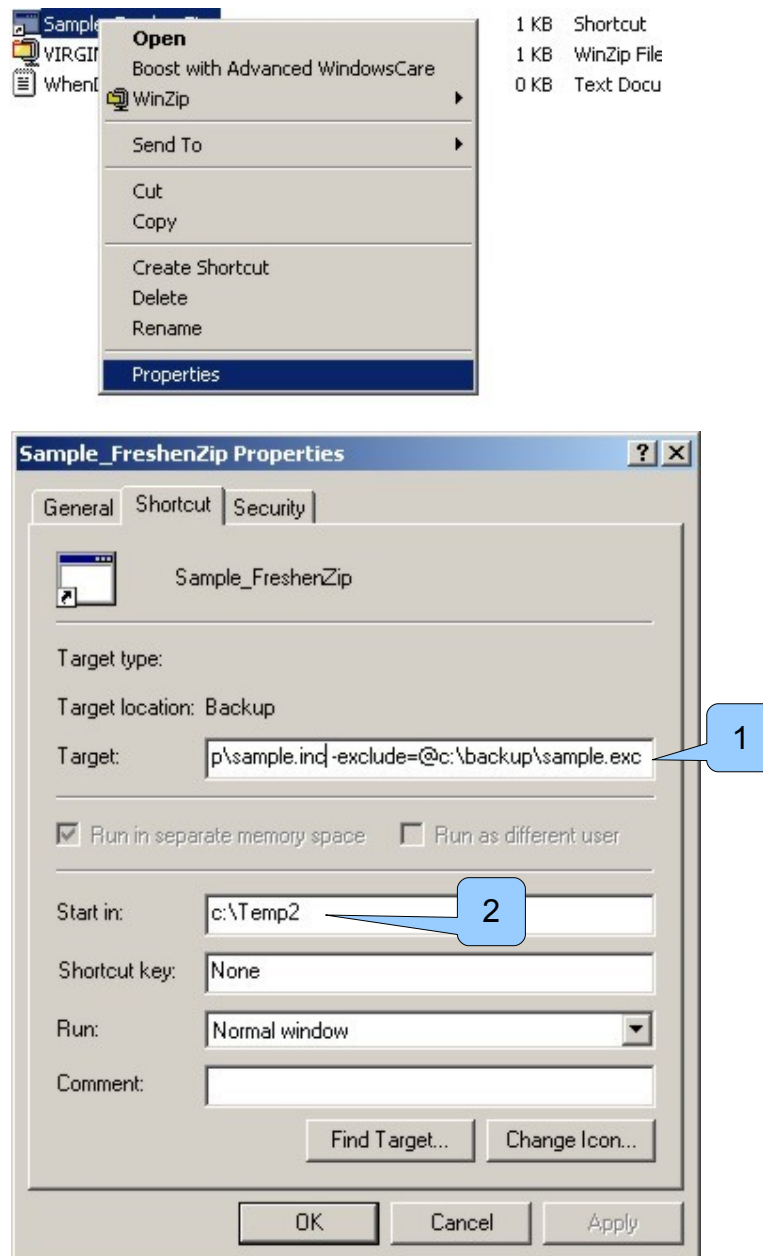 Sample_
1 KB Shortcut
VIRGI
1 KB WinZip File
When
0 KB Text Docu
Open
Boost with Advanced WindowsCare
WinZip
Send To
Cut
Copy
Create Shortcut
Delete
Rename
Properties
Sample_FreshenZip Properties
General Shortcut Security
Sample_FreshenZip
Target type:
Target location: Backup
Target: p\sample.inc -exclude=@c:\backup\sample.exc
1
Run in separate memory space Run as different user
Start in: c:\Temp2
2
Shortcut key: None
Run: Normal window
Comment:
Find Target... Change Icon...
OK Cancel Apply